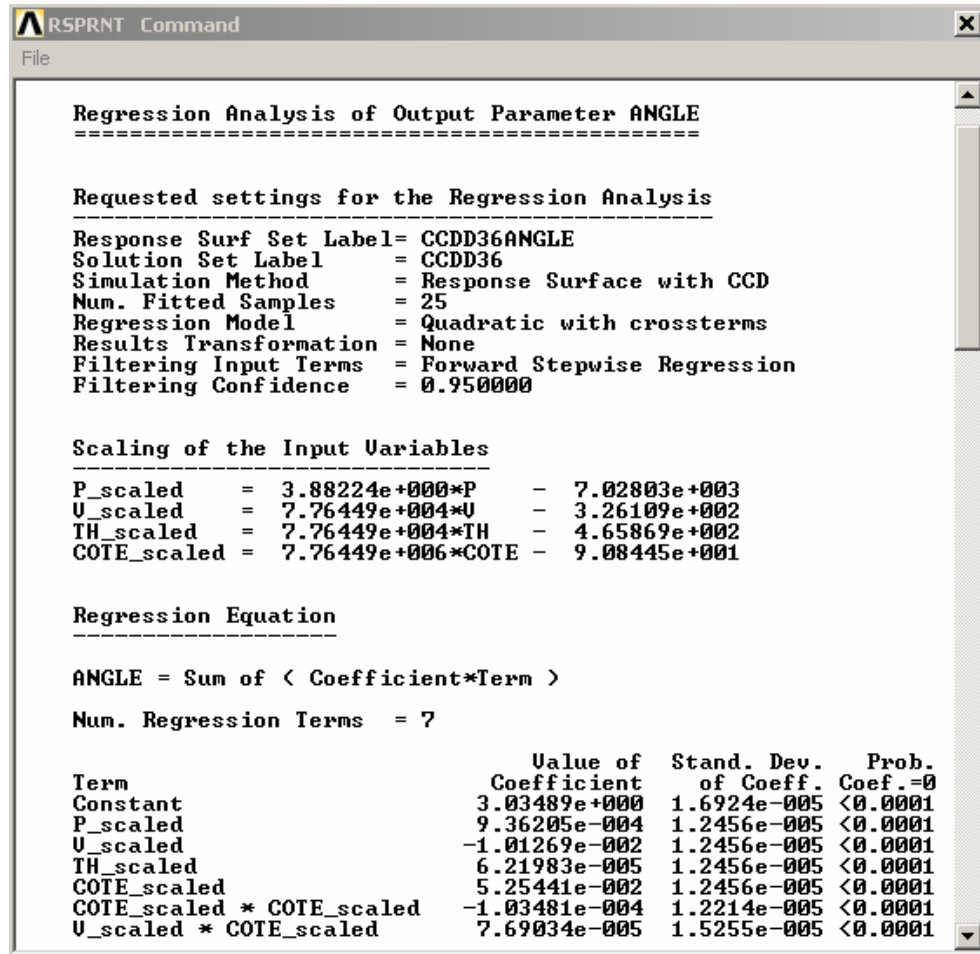 RSPRNT Command
File
Regression Analysis of Output Parameter ANGLE
=============================================
Requested settings for the Regression Analysis
----------------------------------------------
Response Surf Set Label= CCDD36ANGLE
Solution Set Label     = CCDD36
Simulation Method      = Response Surface with CCD
Num. Fitted Samples    = 25
Regression Model       = Quadratic with crossterms
Results Transformation = None
Filtering Input Terms  = Forward Stepwise Regression
Filtering Confidence   = 0.950000
Scaling of the Input Variables
------------------------------
P_scaled    =  3.88224e+000*P    -  7.02803e+003
V_scaled    =  7.76449e+004*V    -  3.26109e+002
TH_scaled   =  7.76449e+004*TH   -  4.65869e+002
COTE_scaled =  7.76449e+006*COTE -  9.08445e+001
Regression Equation
-------------------
ANGLE = Sum of ( Coefficient*Term )
Num. Regression Terms  = 7
Value of  Stand. Dev.    Prob.
Term                          Coefficient    of Coeff. Coef.=0
Constant                     3.03489e+000  1.6924e-005 <0.0001
P_scaled                     9.36205e-004  1.2456e-005 <0.0001
V_scaled                    -1.01269e-002  1.2456e-005 <0.0001
TH_scaled                    6.21983e-005  1.2456e-005 <0.0001
COTE_scaled                  5.25441e-002  1.2456e-005 <0.0001
COTE_scaled * COTE_scaled   -1.03481e-004  1.2214e-005 <0.0001
V_scaled * COTE_scaled       7.69034e-005  1.5255e-005 <0.0001